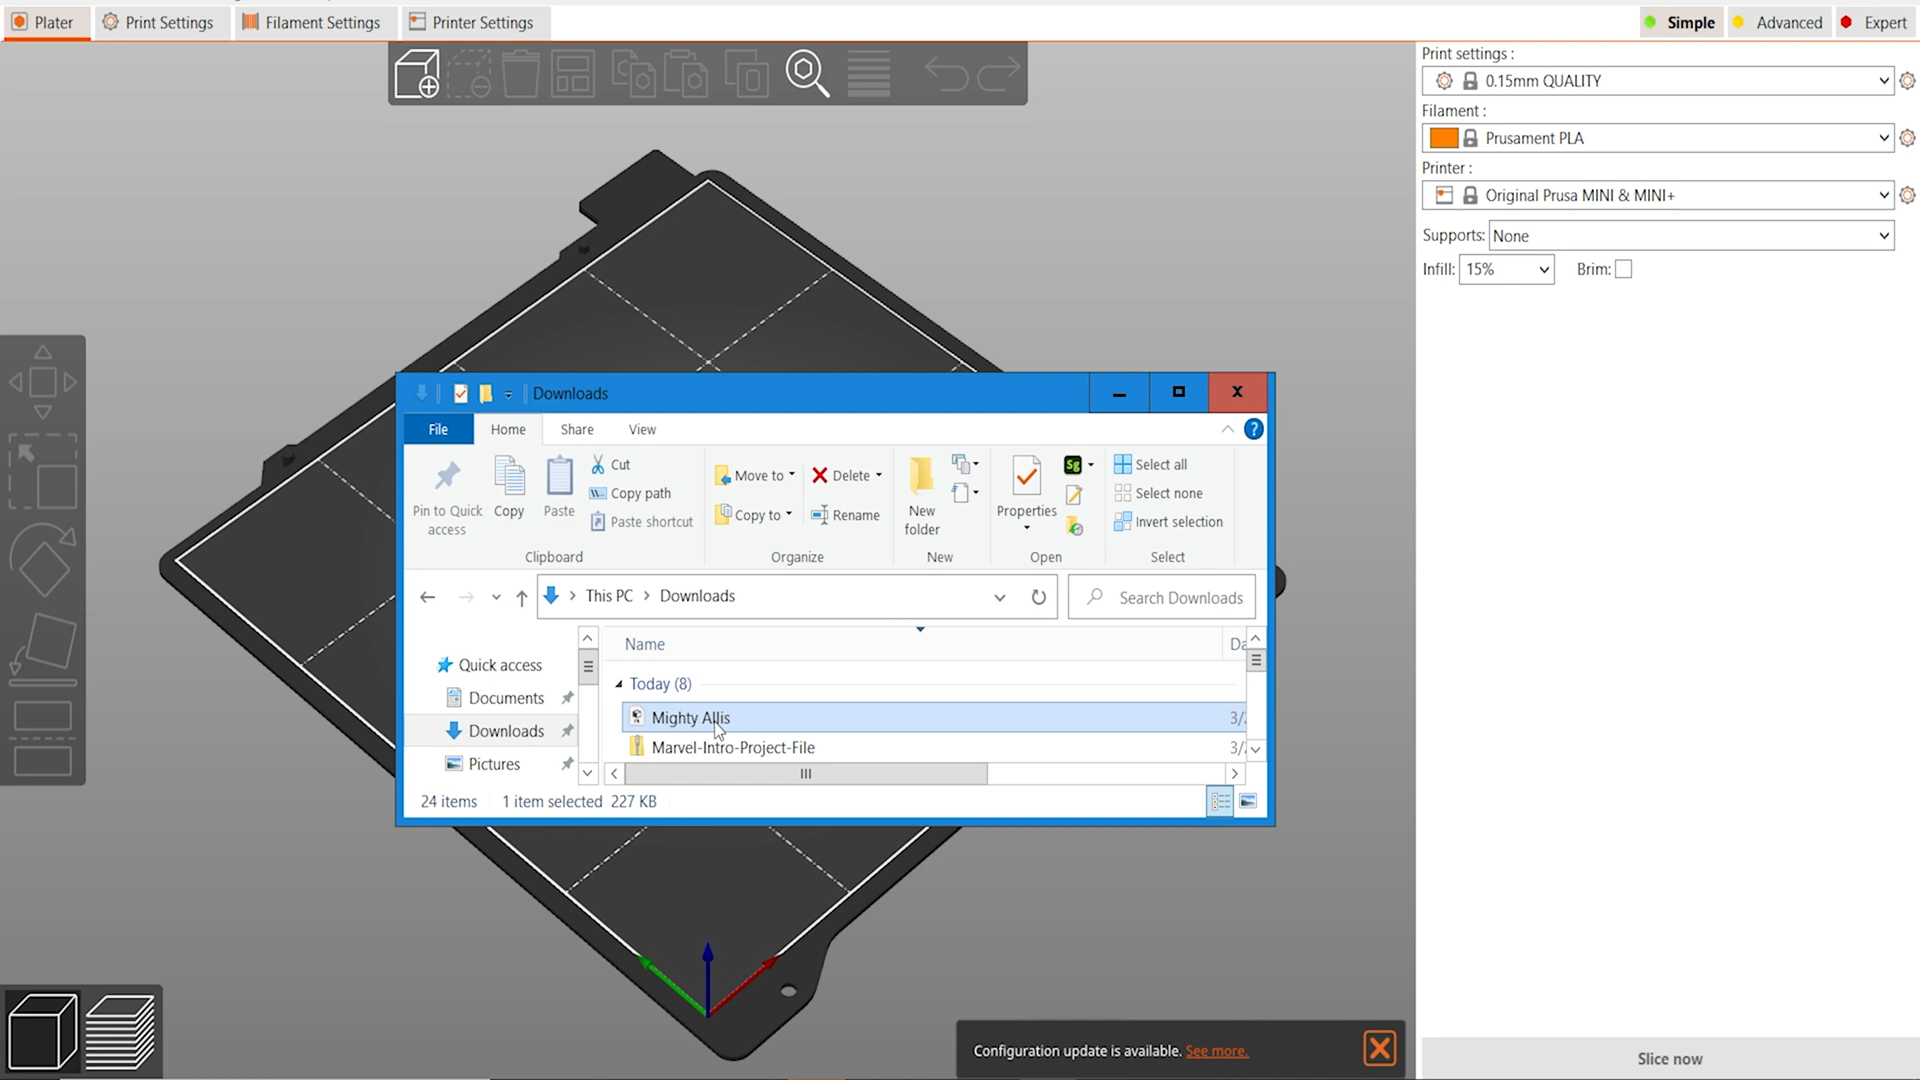 Plater
Print Settings
Filament Settings
Printer Settings
Simple
Advanced
Expert
Print settings :
0.15mm QUALITY
Filament :
Prusament PLA
Printer :
Original Prusa MINI & MINI+
Supports: None
Infill: 15%
Brim:
Downloads
File
Home
Share
View
Pin to Quick access
Copy
Paste
Cut
Copy path
Paste shortcut
Clipboard
Move to
Copy to
Delete
Rename
Organize
New folder
New
Properties
Sg
Open
Select all
Select none
Invert selection
Select
This PC
Downloads
Search Downloads
Quick access
Documents
Downloads
Pictures
Name
Da
Today (8)
Mighty Allis
3/
Marvel-Intro-Project-File
3/
24 items
1 item selected 227 KB
Configuration update is available. See more.
Slice now